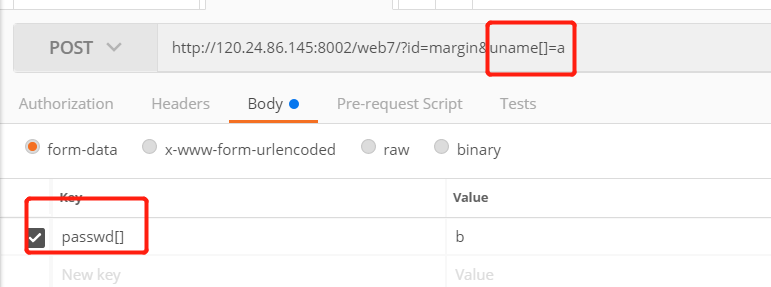 POST http://120.24.86.145:8002/web7/?id=margin&uname[]=a
Authorization Headers Body Pre-request Script Tests
form-data x-www-form-urlencoded raw binary
Key Value
passwd[] b
New key Value